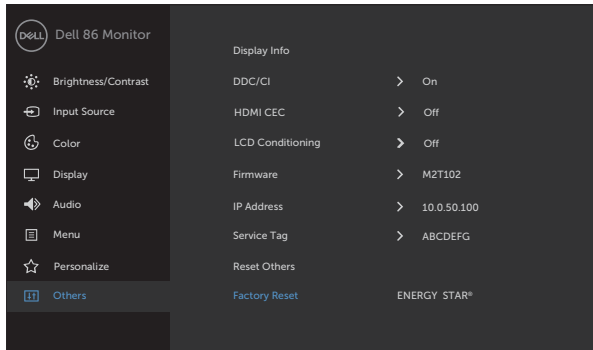 DELL Dell 86 Monitor
Display Info
Brightness/Contrast DDC/CI On
Input Source HDMI CEC Off
Color LCD Conditioning Off
Display Firmware M2T102
Audio IP Address 10.0.50.100
Menu Service Tag ABCDEFG
Personalize Reset Others
Others Factory Reset ENERGY STAR®